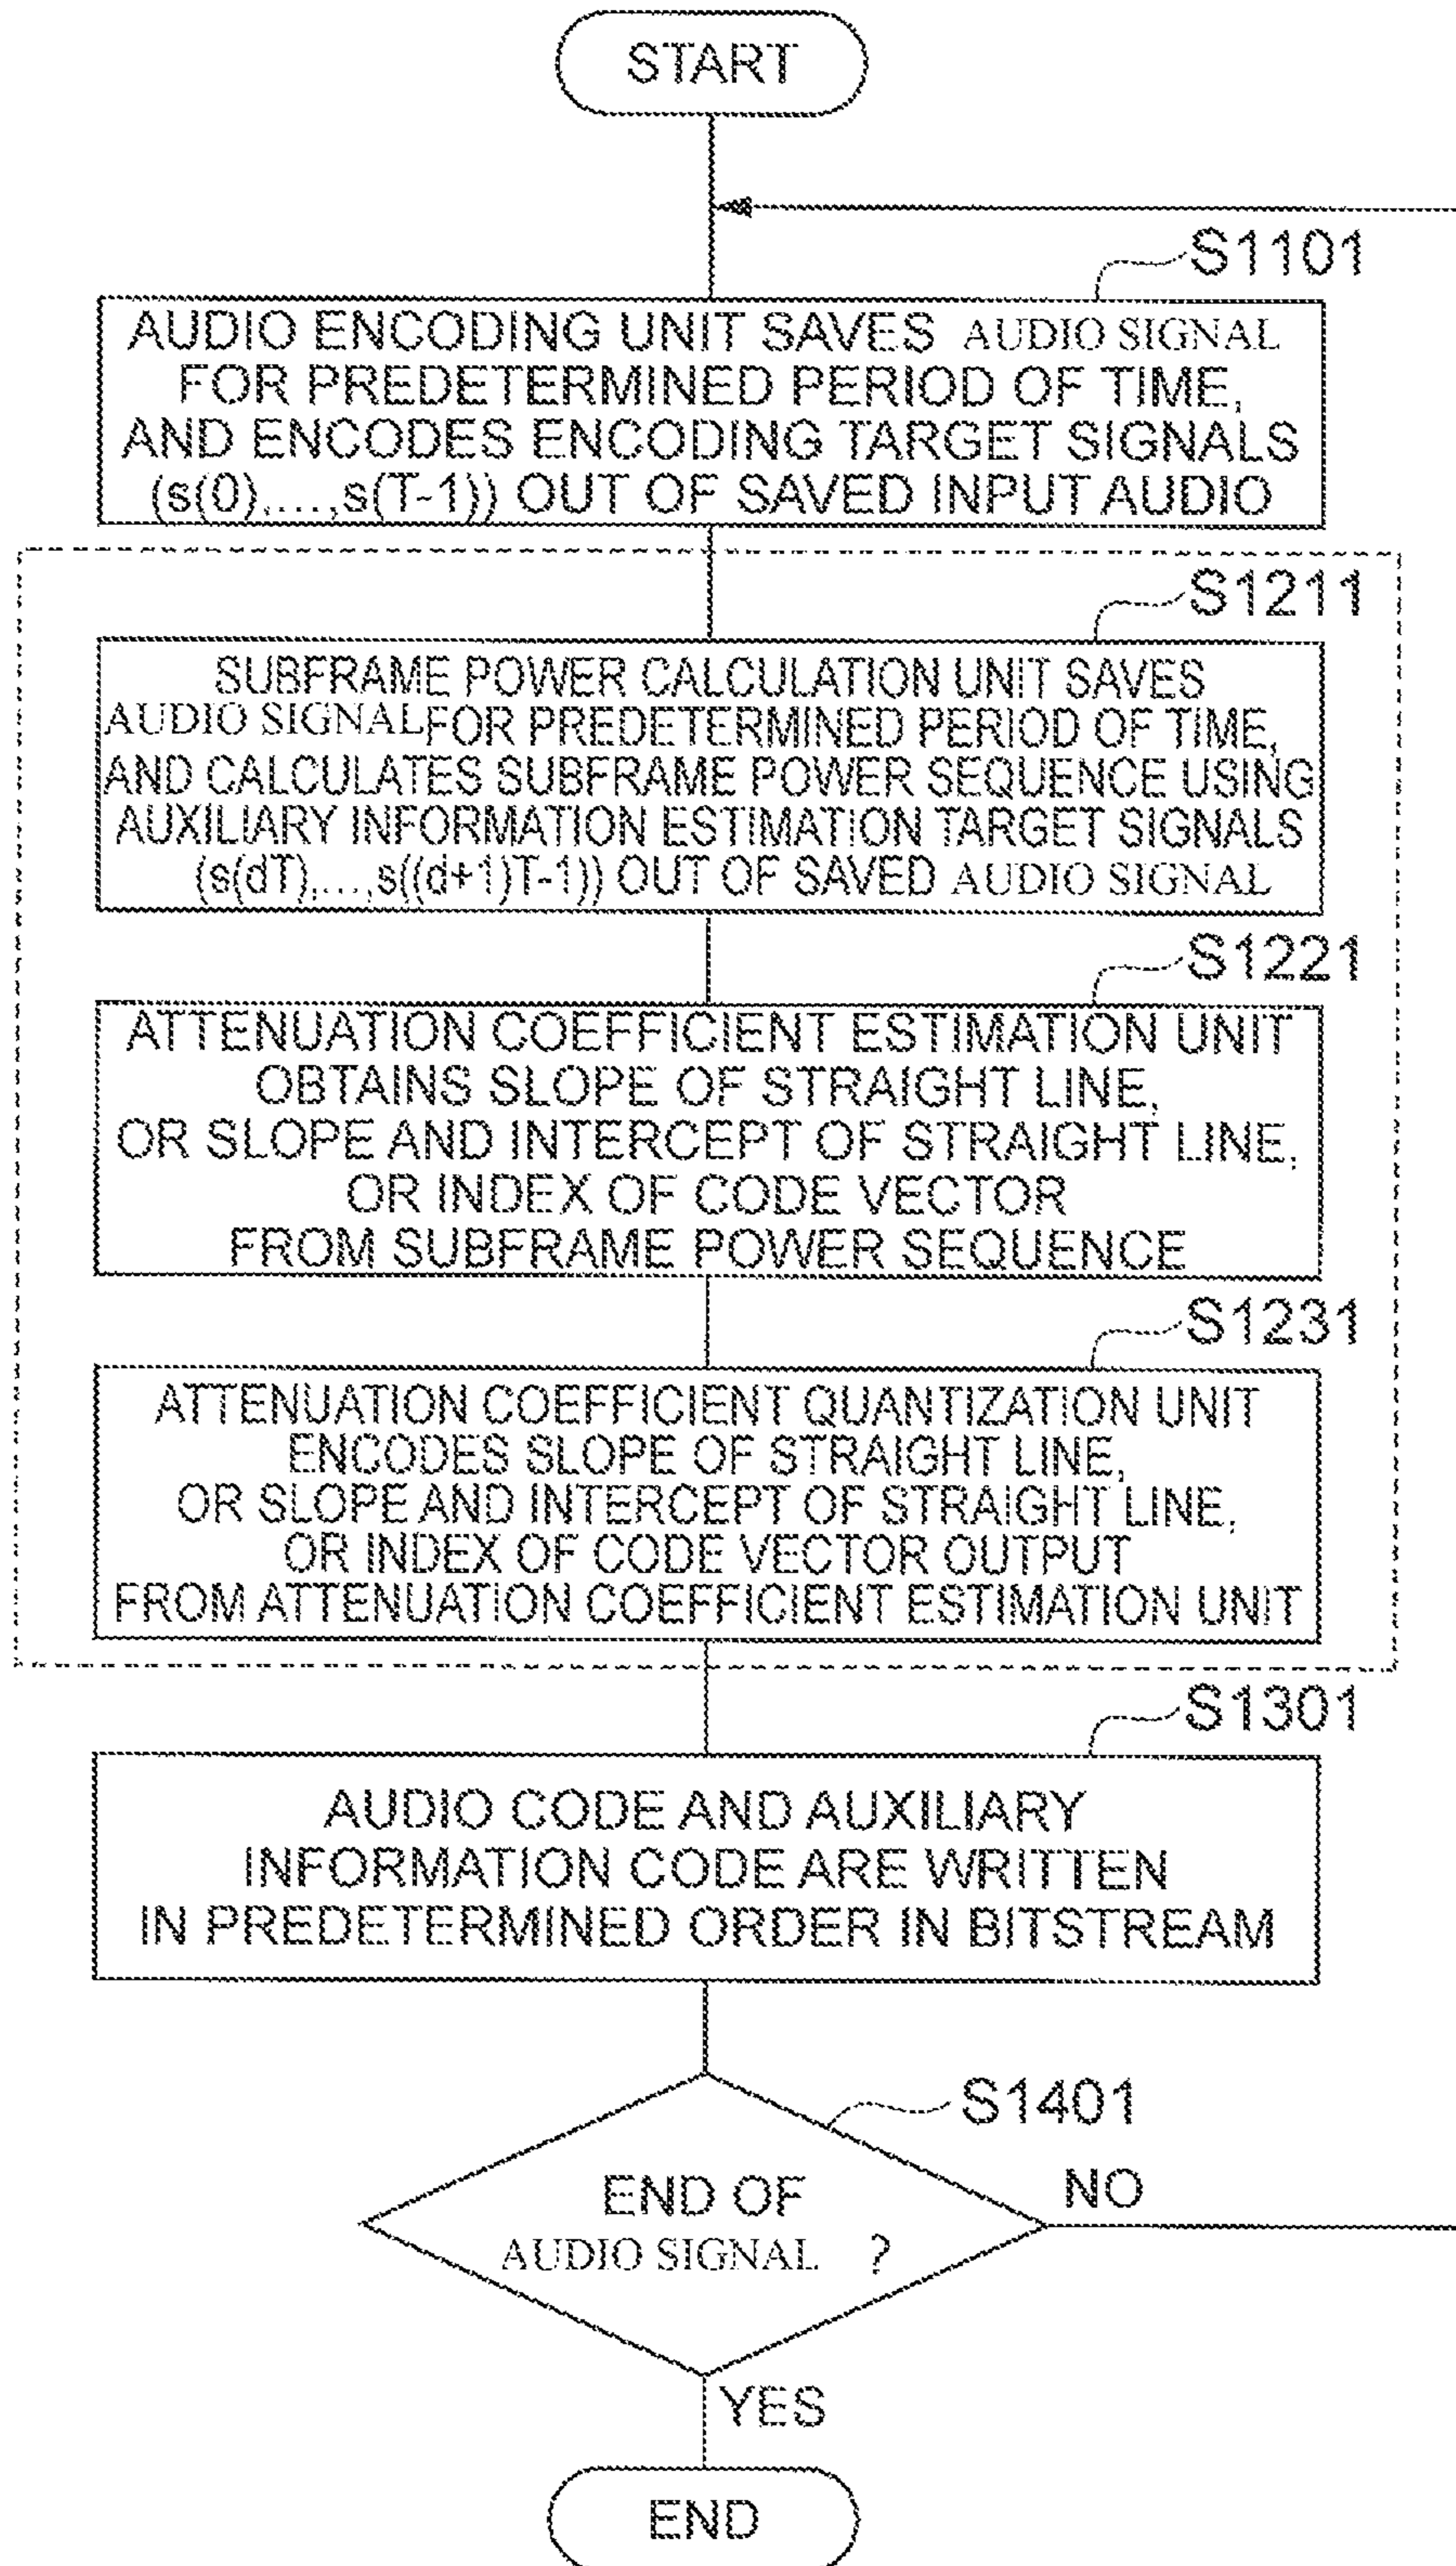 START
S1101
AUDIO ENCODING UNIT SAVES AUDIO SIGNAL
FOR PREDETERMINED PERIOD OF TIME,
AND ENCODES ENCODING TARGET SIGNALS
(s(0),...,s(T-1)) OUT OF SAVED INPUT AUDIO
S1211
SUBFRAME POWER CALCULATION UNIT SAVES
AUDIO SIGNAL FOR PREDETERMINED PERIOD OF TIME,
AND CALCULATES SUBFRAME POWER SEQUENCE USING
AUXILIARY INFORMATION ESTIMATION TARGET SIGNALS
(s(dT),...,s((d+1)T-1)) OUT OF SAVED AUDIO SIGNAL
S1221
ATTENUATION COEFFICIENT ESTIMATION UNIT
OBTAINS SLOPE OF STRAIGHT LINE,
OR SLOPE AND INTERCEPT OF STRAIGHT LINE,
OR INDEX OF CODE VECTOR
FROM SUBFRAME POWER SEQUENCE
S1231
ATTENUATION COEFFICIENT QUANTIZATION UNIT
ENCODES SLOPE OF STRAIGHT LINE,
OR SLOPE AND INTERCEPT OF STRAIGHT LINE,
OR INDEX OF CODE VECTOR OUTPUT
FROM ATTENUATION COEFFICIENT ESTIMATION UNIT
S1301
AUDIO CODE AND AUXILIARY
INFORMATION CODE ARE WRITTEN
IN PREDETERMINED ORDER IN BITSTREAM
S1401
END OF
AUDIO SIGNAL ?
NO
YES
END